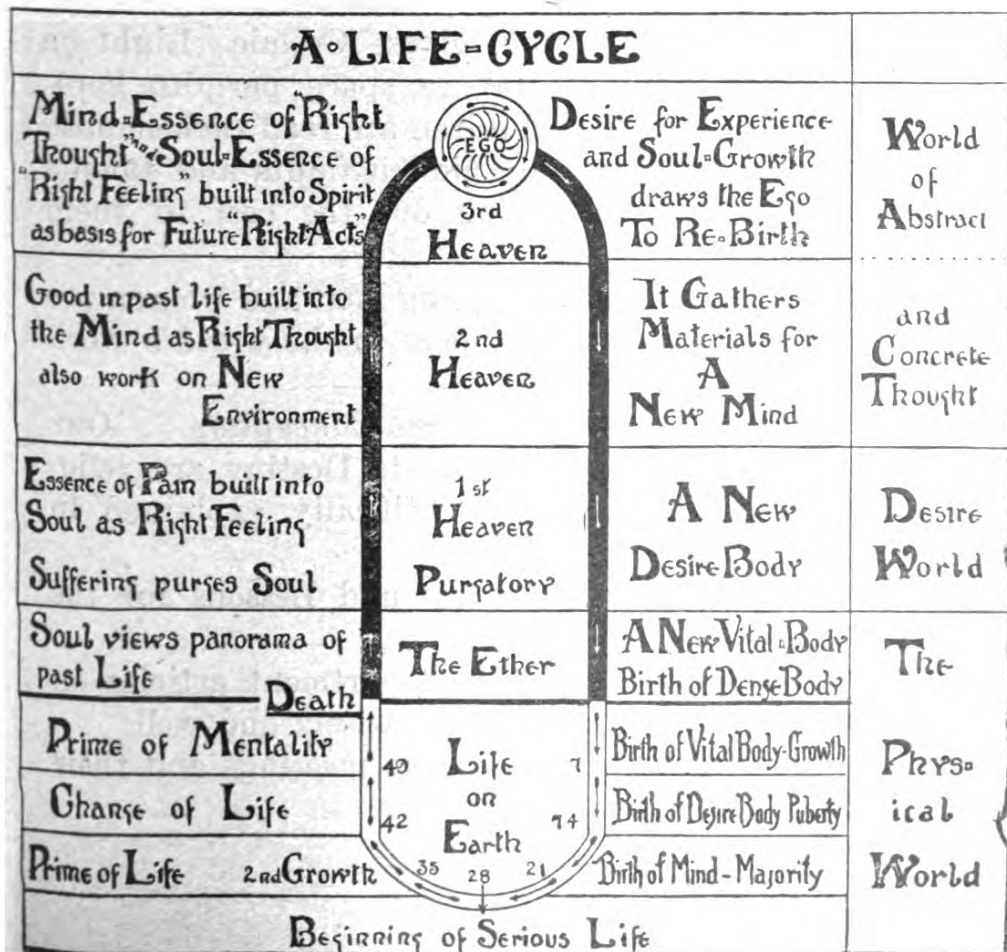 A LIFE-CYCLE
Mind-Essence of "Right
Thought" and Soul-Essence of
"Right Feeling" built into Spirit
as basis for Future "Right Acts"
EGO
3rd
Heaven
Desire for Experience
and Soul-Growth
draws the Ego
To Re-Birth
World
of
Abstract
Good in past life built into
the Mind as Right Thought
also work on New
Environment
2nd
Heaven
It Gathers
Materials for
A
New Mind
and
Concrete
Thought
Essence of Pain built into
Soul as Right Feeling
Suffering purges Soul
1st
Heaven
Purgatory
A New
Desire Body
Desire
World
Soul views panorama of
past Life
Death
The Ether
A New Vital-Body
Birth of Dense Body
The
Phys-
ical
World
Prime of Mentality
49
Life
on
Earth
7
Birth of Vital Body-Growth
Change of Life
42
14
Birth of Desire Body Puberty
Prime of Life 2nd Growth
35
28
21
Birth of Mind-Majority
Beginning of Serious Life